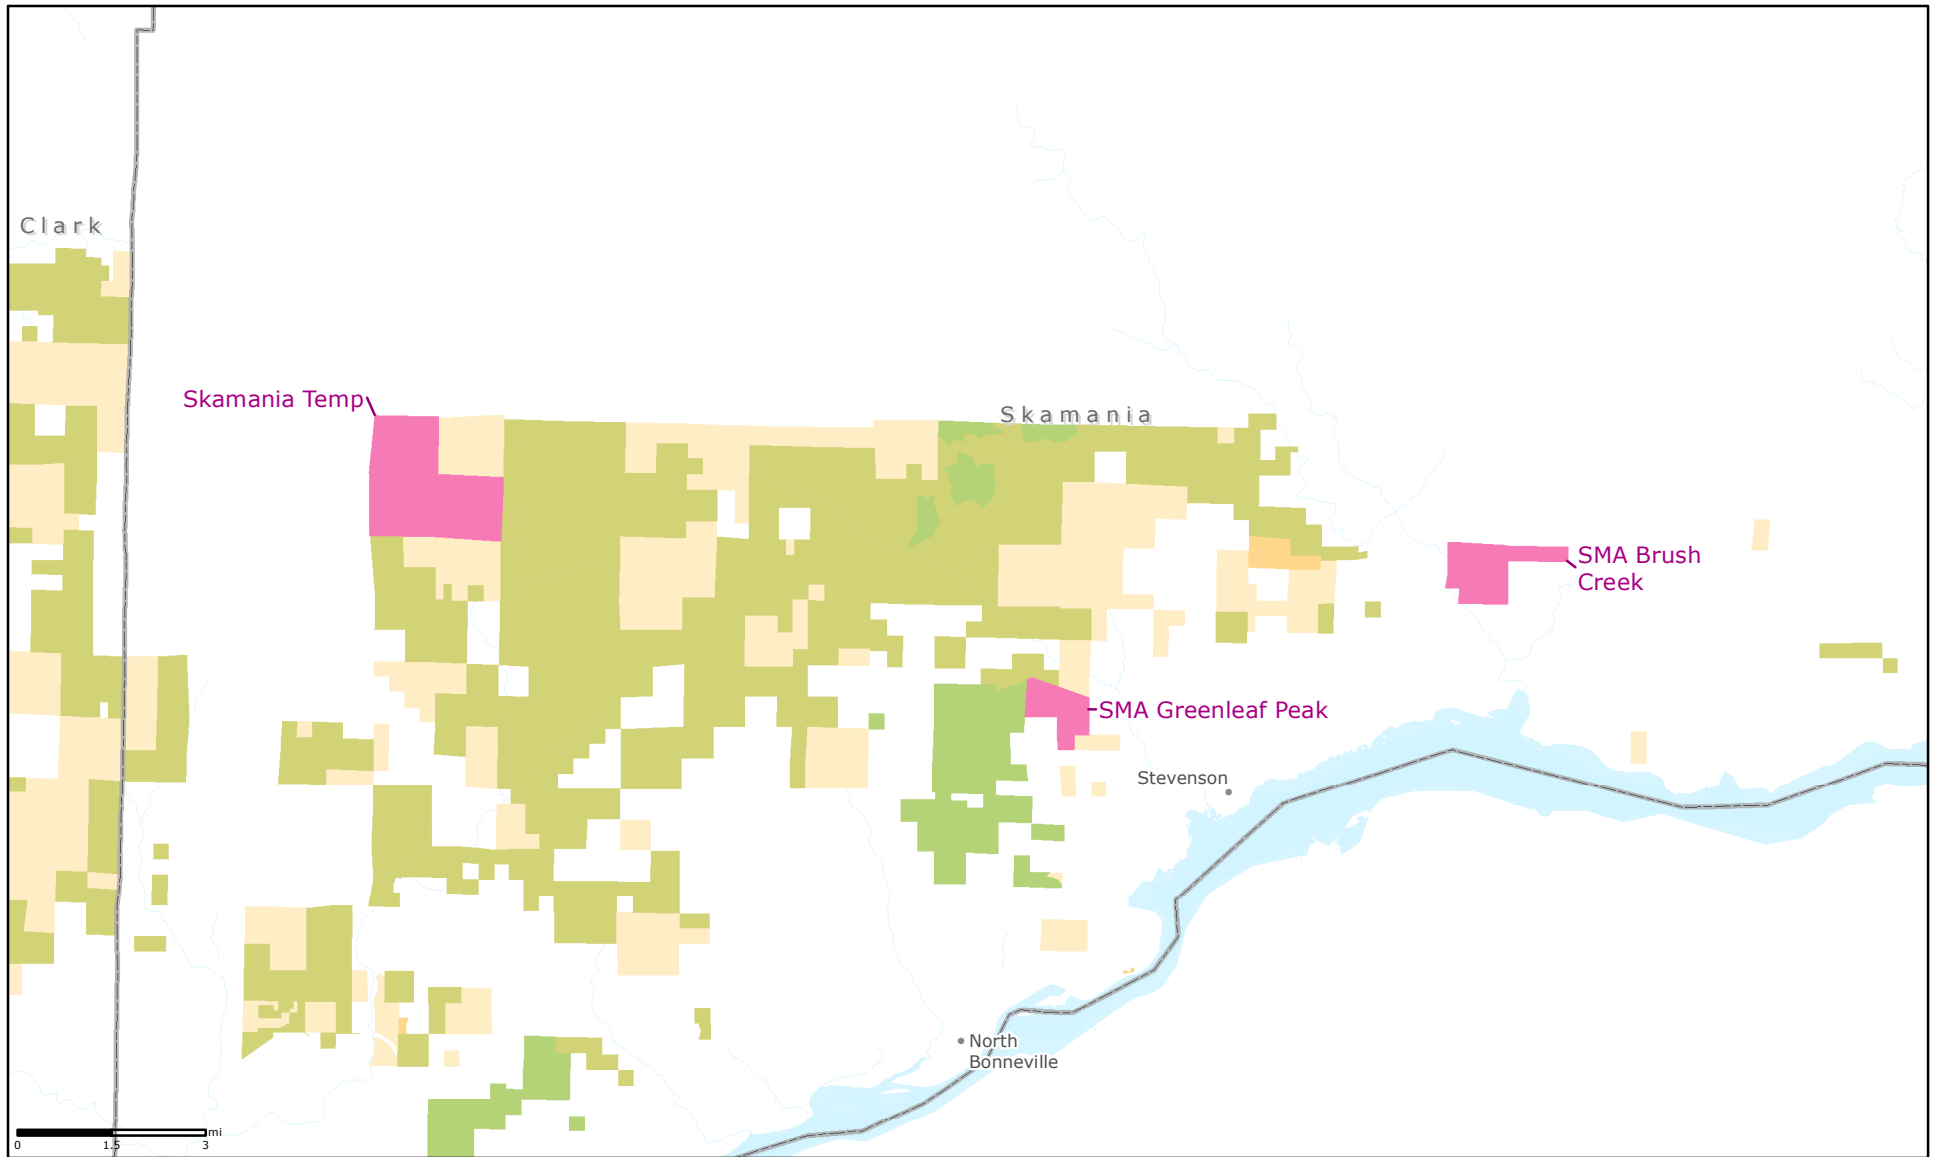 Clark
Skamania Temp
Skamania
SMA Brush
Creek
SMA Greenleaf Peak
Stevenson
North
Bonneville
mi
0 1.5 3